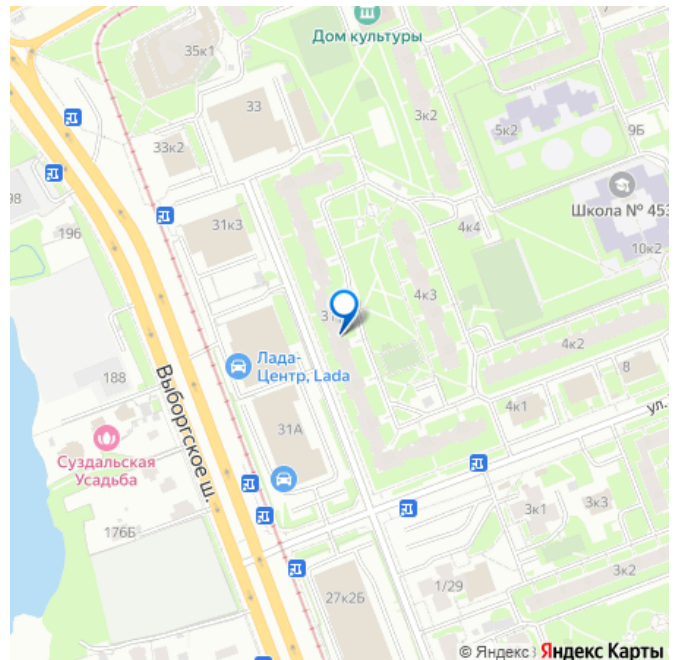 Дом культуры
35к1
33
3к2
5к2
9Б
33к2
98
Школа № 453
196
31к3
4к4
10к2
4к3
31
Лада-
Центр, Lada
4к2
188
8
Выборгское ш.
4к1
ул.
31А
Суздальская
Усадьба
176Б
3к1
3к3
3к2
1/29
27к2Б
© Яндекс
Яндекс Карты